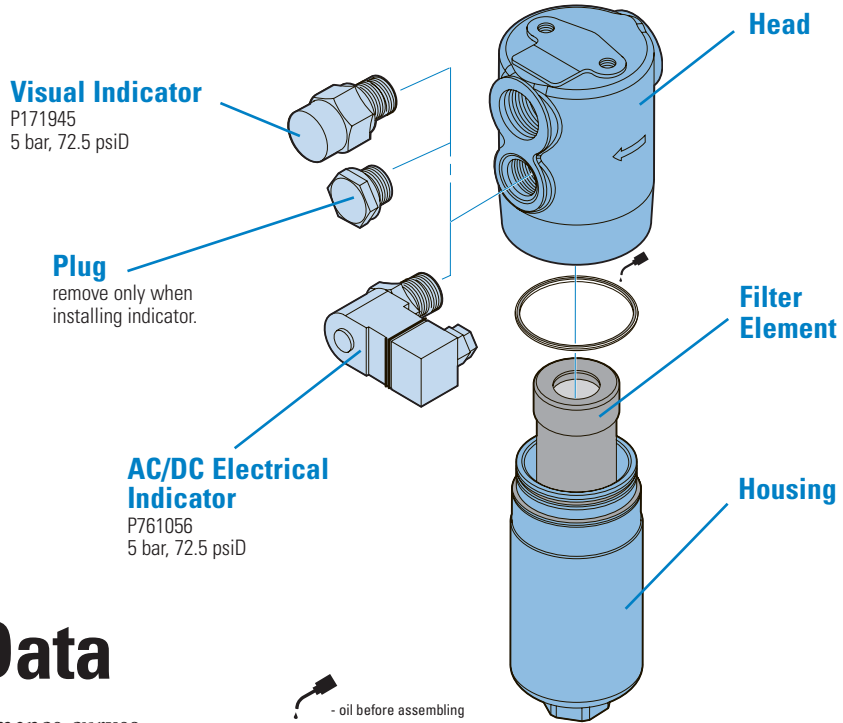 Head
Visual Indicator
P171945
5 bar, 72.5 psiD
Plug
remove only when
installing indicator.
Filter
Element
AC/DC Electrical
Indicator
P761056
5 bar, 72.5 psiD
Housing
Data
- oil before assembling